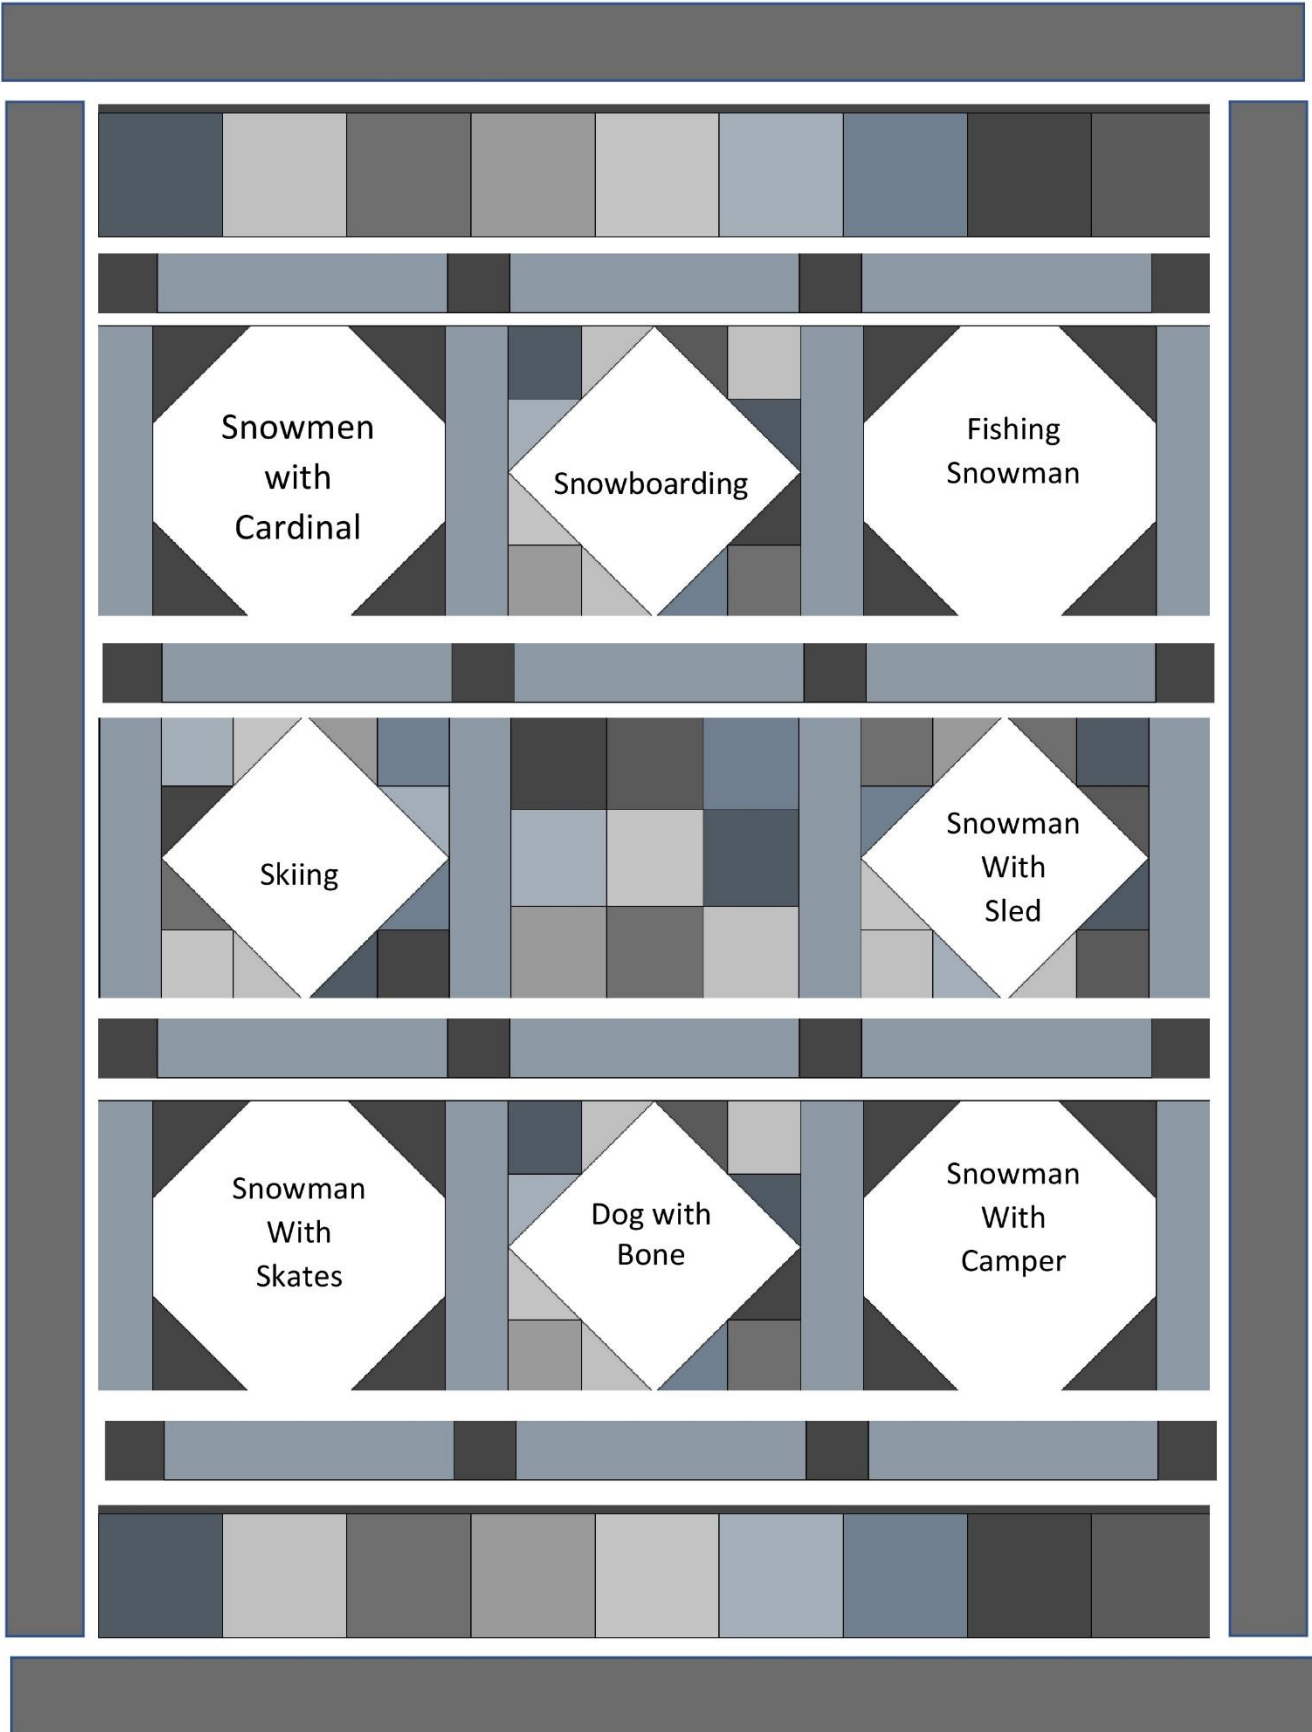 Snowmen
with
Cardinal
Snowboarding
Fishing
Snowman
Skiing
Snowman
With
Sled
Snowman
With
Skates
Dog with
Bone
Snowman
With
Camper